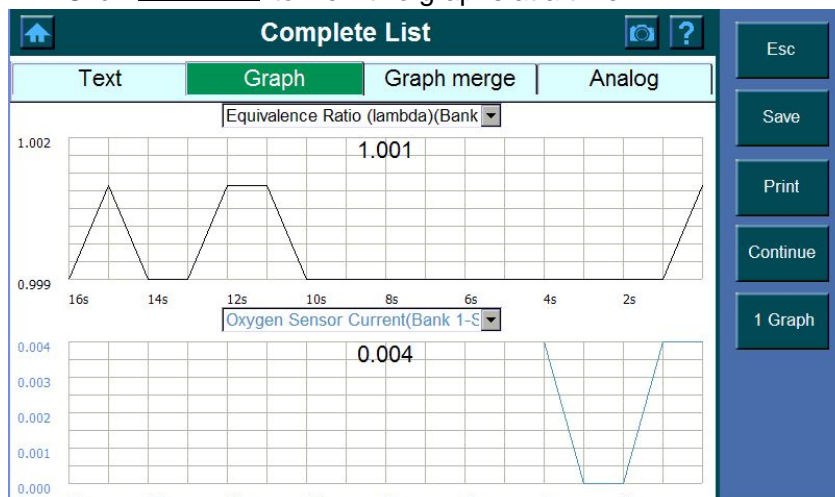 Complete List
?
Esc
Text
Graph
Graph merge
Analog
Save
Equivalence Ratio (lambda)(Bank
1.002
1.001
Print
Continue
0.999
16s
14s
12s
10s
8s
6s
4s
2s
Oxygen Sensor Current(Bank 1-S
1 Graph
0.004
0.004
0.003
0.002
0.001
0.000